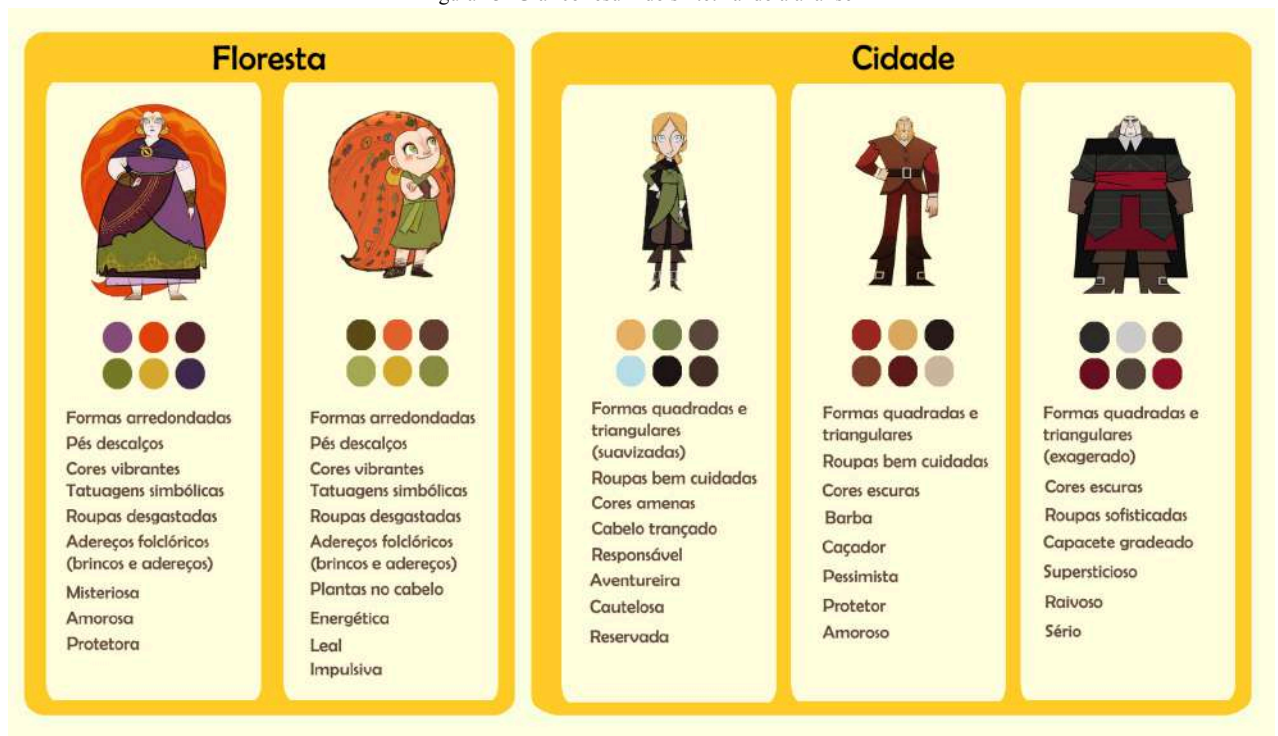 Floresta
Cidade
Formas arredondadas
Pés descalços
Cores vibrantes
Tatuagens simbólicas
Roupas desgastadas
Adereços folclóricos
(brincos e adereços)
Misteriosa
Amorosa
Protetora
Formas arredondadas
Pés descalços
Cores vibrantes
Tatuagens simbólicas
Roupas desgastadas
Adereços folclóricos
(brincos e adereços)
Plantas no cabelo
Energética
Leal
Impulsiva
Formas quadradas e
triangulares
(suavizadas)
Roupas bem cuidadas
Cores amenas
Cabelo trançado
Responsável
Aventureira
Cautelosa
Reservada
Formas quadradas e
triangulares
Roupas bem cuidadas
Cores escuras
Barba
Caçador
Pessimista
Protetor
Amoroso
Formas quadradas e
triangulares
(exagerado)
Cores escuras
Roupas sofisticadas
Capacete gradeado
Supersticioso
Raivoso
Sério